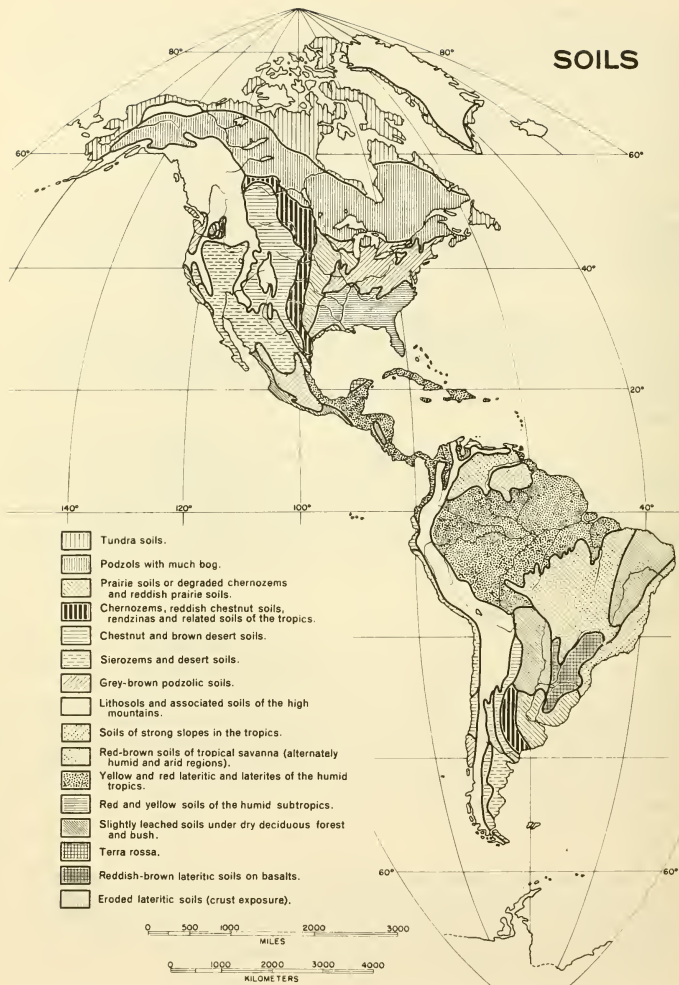 SOILS
80°
80°
60°
60°
40°
20°
140°
120°
100°
40°
Tundra soils.
Podzols with much bog.
Prairie soils or degraded chernozems
and reddish prairie soils.
Chernozems, reddish chestnut soils,
rendzinas and related soils of the tropics.
Chestnut and brown desert soils.
Sierozems and desert soils.
Grey-brown podzolic soils.
Lithosols and associated soils of the high
mountains.
Soils of strong slopes in the tropics.
Red-brown soils of tropical savanna (alternately
humid and arid regions).
Yellow and red lateritic and laterites of the humid
tropics.
Red and yellow soils of the humid subtropics.
Slightly leached soils under dry deciduous forest
and bush.
Terra rossa.
Reddish-brown lateritic soils on basalts.
Eroded lateritic soils (crust exposure).
60°
60°
0 500 1000 2000 3000
MILES
0 1000 2000 3000 4000
KILOMETERS